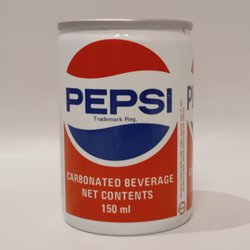 PEPSI
Trademark Reg.
CARBONATED BEVERAGE
NET CONTENTS
150 ml